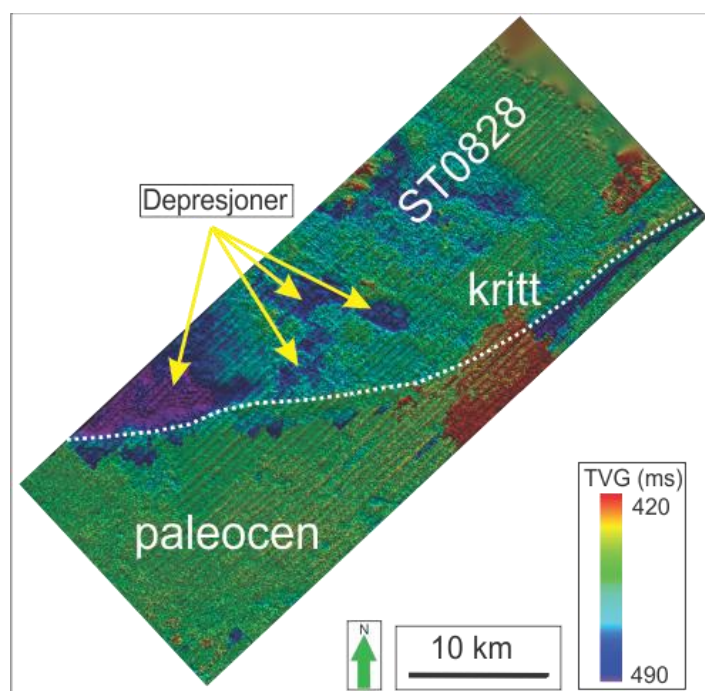 ST0828
Depresjoner
kritt
paleocen
TVG (ms)
420
490
N
10 km